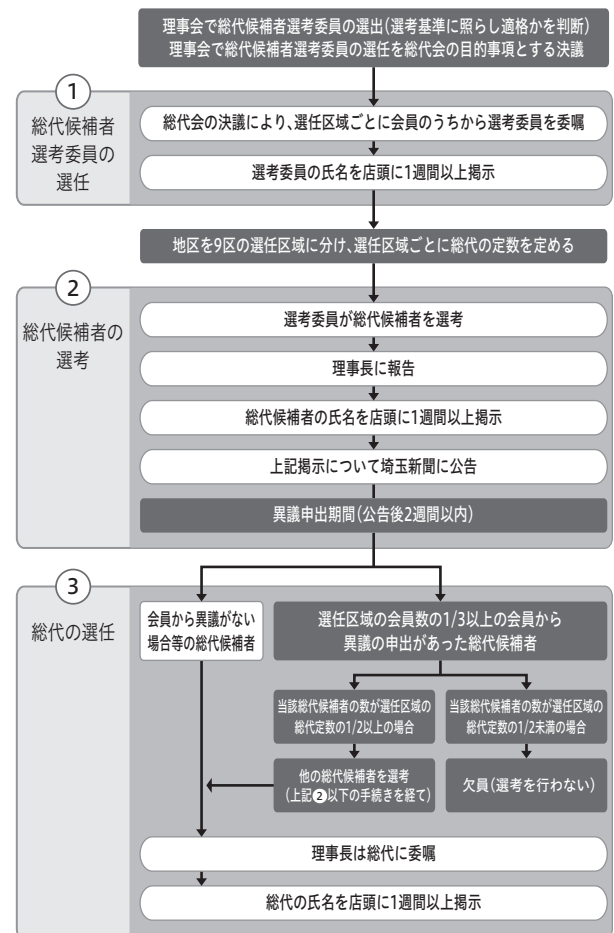 理事会で総代候補者選考委員の選出(選考基準に照らし適格かを判断)
理事会で総代候補者選考委員の選任を総代会の目的事項とする決議
1
総代候補者
選考委員の
選任
総代会の決議により、選任区域ごとに会員のうちから選考委員を委嘱
選考委員の氏名を店頭に1週間以上掲示
地区を9区の選任区域に分け、選任区域ごとに総代の定数を定める
2
総代候補者の
選考
選考委員が総代候補者を選考
理事長に報告
総代候補者の氏名を店頭に1週間以上掲示
上記掲示について埼玉新聞に公告
異議申出期間(公告後2週間以内)
3
総代の選任
会員から異議がない
場合等の総代候補者
選任区域の会員数の1/3以上の会員から
異議の申出があった総代候補者
当該総代候補者の数が選任区域の
総代定数の1/2以上の場合
当該総代候補者の数が選任区域の
総代定数の1/2未満の場合
他の総代候補者を選考
(上記❷以下の手続きを経て)
欠員(選考を行わない)
理事長は総代に委嘱
総代の氏名を店頭に1週間以上掲示